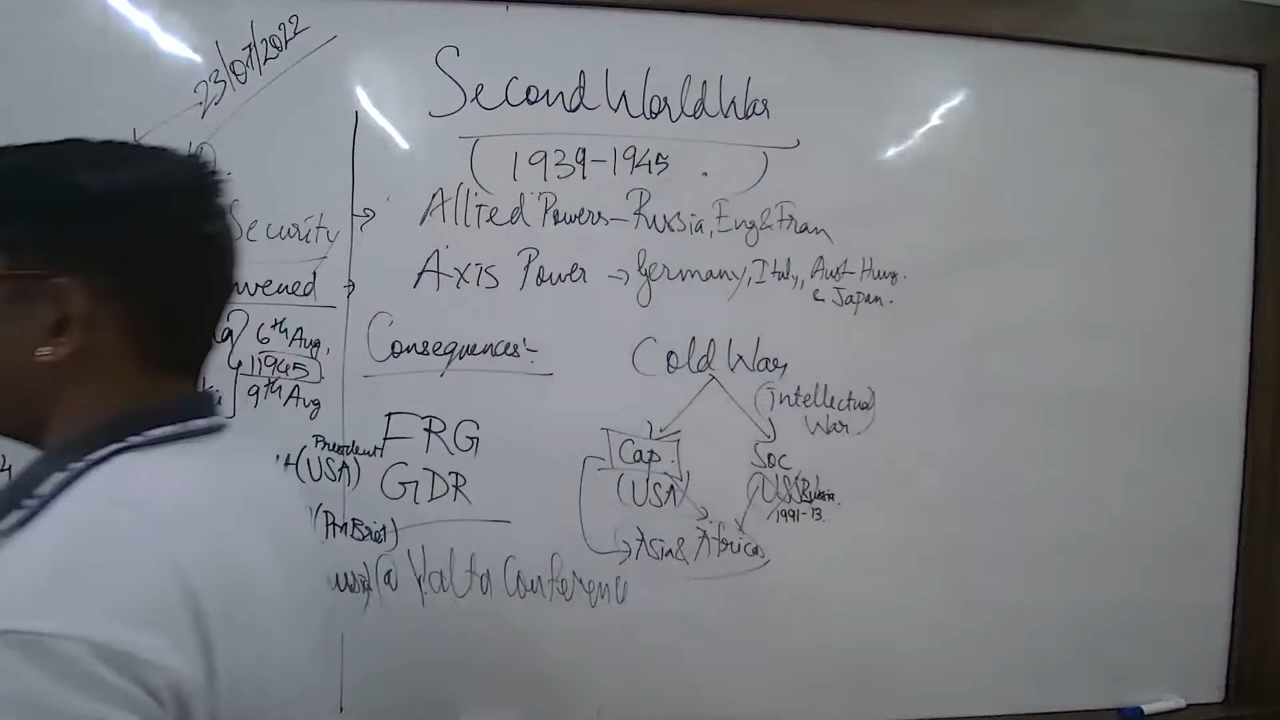 23/07/2022
Second World War
(1939-1945.)
Allied Powers - Russia, Eng & Fran
Security
Axis Power → Germany, Italy, Aust-Hung.
& Japan.
nvened
6th Aug,
1945
9th Aug
Consequences:-
Cold War
(intellectual
War.)
FRG
President
(USA)
GDR
Cap.
(USA)
Soc
Russia.
1991-13
Asia & Africa
@ Yalta Conference